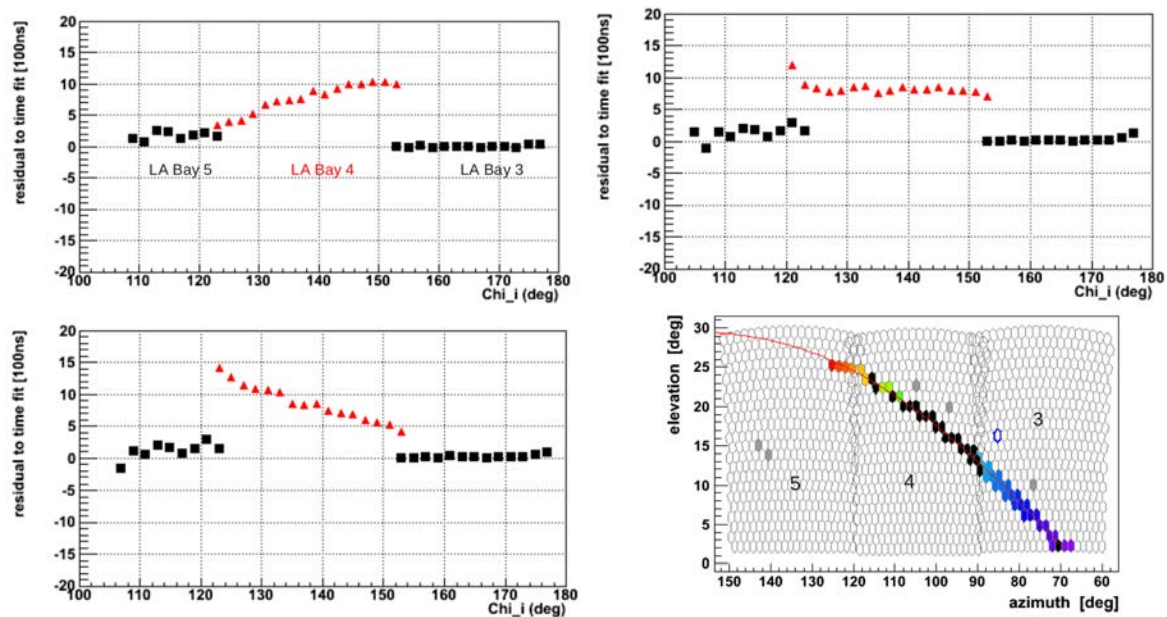 residual to time fit [100ns]
20
15
10
5
0
-5
-10
-15
-20
LA Bay 5
LA Bay 4
LA Bay 3
100 110 120 130 140 150 160 170 180
Chi_i (deg)
residual to time fit [100ns]
20
15
10
5
0
-5
-10
-15
-20
100 110 120 130 140 150 160 170 180
Chi_i (deg)
residual to time fit [100ns]
20
15
10
5
0
-5
-10
-15
-20
100 110 120 130 140 150 160 170 180
Chi_i (deg)
elevation [deg]
30
25
20
15
10
5
0
3
4
5
150 140 130 120 110 100 90 80 70 60
azimuth [deg]